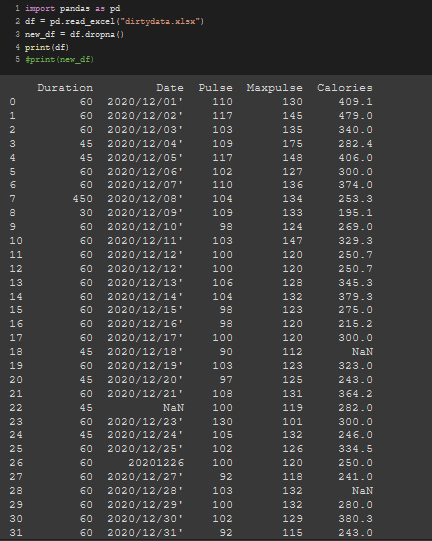 1 import pandas as pd
2 df = pd.read_excel("dirtydata.xlsx")
3 new_df = df.dropna()
4 print(df)
5 #print(new_df)
Duration Date Pulse Maxpulse Calories
0 60 2020/12/01' 110 130 409.1
1 60 2020/12/02' 117 145 479.0
2 60 2020/12/03' 103 135 340.0
3 45 2020/12/04' 109 175 282.4
4 45 2020/12/05' 117 148 406.0
5 60 2020/12/06' 102 127 300.0
6 60 2020/12/07' 110 136 374.0
7 450 2020/12/08' 104 134 253.3
8 30 2020/12/09' 109 133 195.1
9 60 2020/12/10' 98 124 269.0
10 60 2020/12/11' 103 147 329.3
11 60 2020/12/12' 100 120 250.7
12 60 2020/12/12' 100 120 250.7
13 60 2020/12/13' 106 128 345.3
14 60 2020/12/14' 104 132 379.3
15 60 2020/12/15' 98 123 275.0
16 60 2020/12/16' 98 120 215.2
17 60 2020/12/17' 100 120 300.0
18 45 2020/12/18' 90 112 NaN
19 60 2020/12/19' 103 123 323.0
20 45 2020/12/20' 97 125 243.0
21 60 2020/12/21' 108 131 364.2
22 45 NaN 100 119 282.0
23 60 2020/12/23' 130 101 300.0
24 45 2020/12/24' 105 132 246.0
25 60 2020/12/25' 102 126 334.5
26 60 20201226 100 120 250.0
27 60 2020/12/27' 92 118 241.0
28 60 2020/12/28' 103 132 NaN
29 60 2020/12/29' 100 132 280.0
30 60 2020/12/30' 102 129 380.3
31 60 2020/12/31' 92 115 243.0